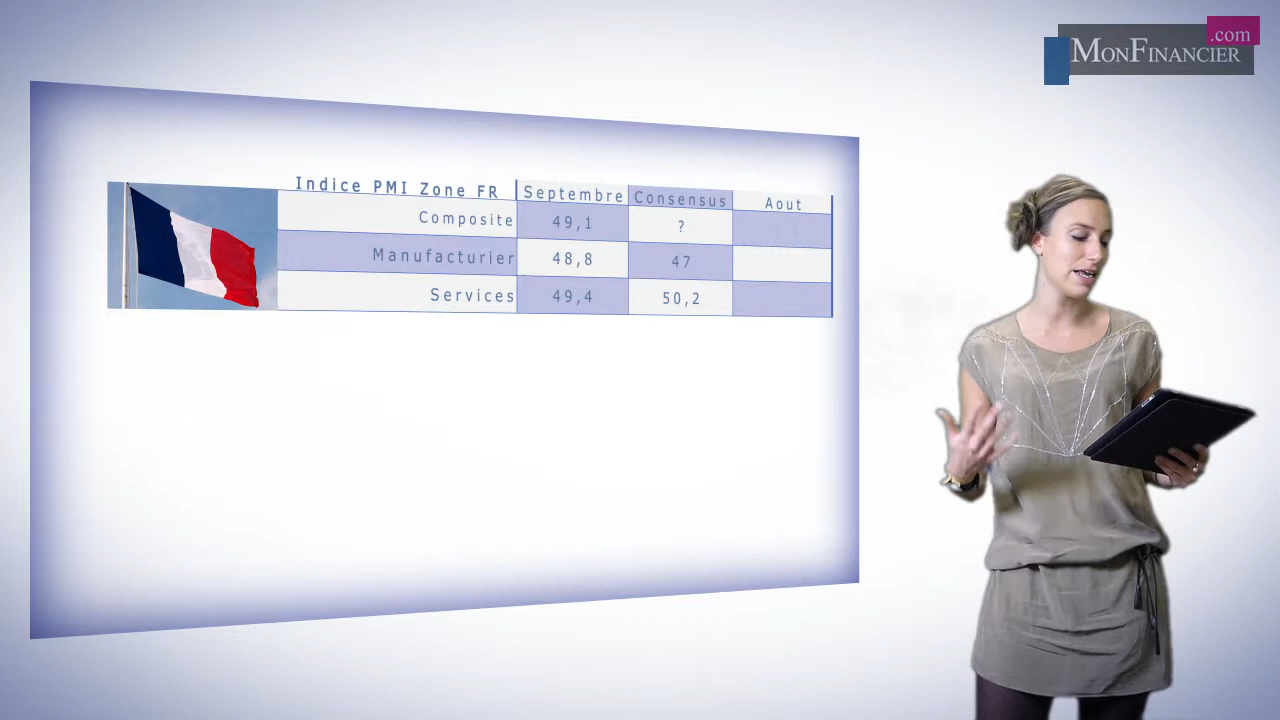 .com
MONFINANCIER
Indice PMI Zone FR Septembre Consensus Aout
Composite 49,1 ?
Manufacturier 48,8 47
Services 49,4 50,2